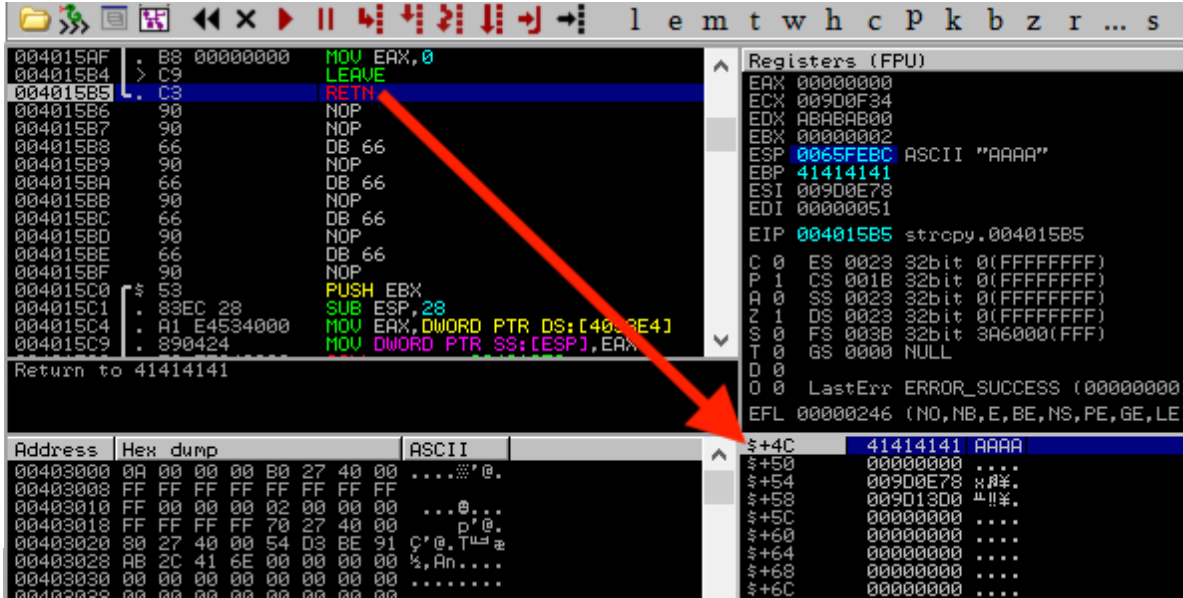 l e m t w h c P k b z r ... s
004015AF . B8 00000000 MOV EAX,0
004015B4 > C9 LEAVE
004015B5 . C3 RETN
004015B6 90 NOP
004015B7 90 NOP
004015B8 66 DB 66
004015B9 90 NOP
004015BA 66 DB 66
004015BB 90 NOP
004015BC 66 DB 66
004015BD 90 NOP
004015BE 66 DB 66
004015BF 90 NOP
004015C0 $ 53 PUSH EBX
004015C1 . 83EC 28 SUB ESP,28
004015C4 . A1 E4534000 MOV EAX,DWORD PTR DS:[4053E4]
004015C9 . 890424 MOV DWORD PTR SS:[ESP],EAX
Return to 41414141
Registers (FPU)
EAX 00000000
ECX 009D0F34
EDX ABABAB00
EBX 00000002
ESP 0065FEBC ASCII "AAAA"
EBP 41414141
ESI 009D0E78
EDI 00000051
EIP 004015B5 strcpy.004015B5
C 0 ES 0023 32bit 0(FFFFFFFF)
P 1 CS 001B 32bit 0(FFFFFFFF)
A 0 SS 0023 32bit 0(FFFFFFFF)
Z 1 DS 0023 32bit 0(FFFFFFFF)
S 0 FS 003B 32bit 3A6000(FFF)
T 0 GS 0000 NULL
D 0
O 0 LastErr ERROR_SUCCESS (00000000
EFL 00000246 (NO,NB,E,BE,NS,PE,GE,LE
Address Hex dump ASCII
00403000 0A 00 00 00 B0 27 40 00 ....░'@.
00403008 FF FF FF FF FF FF FF FF
00403010 FF 00 00 00 02 00 00 00 ...☻...
00403018 FF FF FF FF 70 27 40 00 p'@.
00403020 80 27 40 00 54 D3 BE 91 Ç'@.T╙╛æ
00403028 AB 2C 41 6E 00 00 00 00 ½,An....
00403030 00 00 00 00 00 00 00 00 ........
$+4C 41414141 AAAA
$+50 00000000 ....
$+54 009D0E78 x♫¥.
$+58 009D13D0 ╨‼¥.
$+5C 00000000 ....
$+60 00000000 ....
$+64 00000000 ....
$+68 00000000 ....
$+6C 00000000 ....